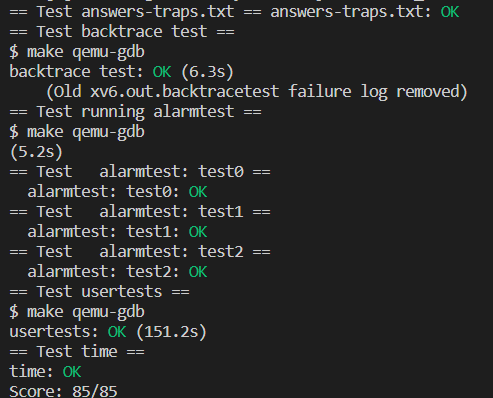 == Test answers-traps.txt == answers-traps.txt: OK
== Test backtrace test ==
$ make qemu-gdb
backtrace test: OK (6.3s)
    (Old xv6.out.backtracetest failure log removed)
== Test running alarmtest ==
$ make qemu-gdb
(5.2s)
== Test   alarmtest: test0 ==
  alarmtest: test0: OK
== Test   alarmtest: test1 ==
  alarmtest: test1: OK
== Test   alarmtest: test2 ==
  alarmtest: test2: OK
== Test usertests ==
$ make qemu-gdb
usertests: OK (151.2s)
== Test time ==
time: OK
Score: 85/85